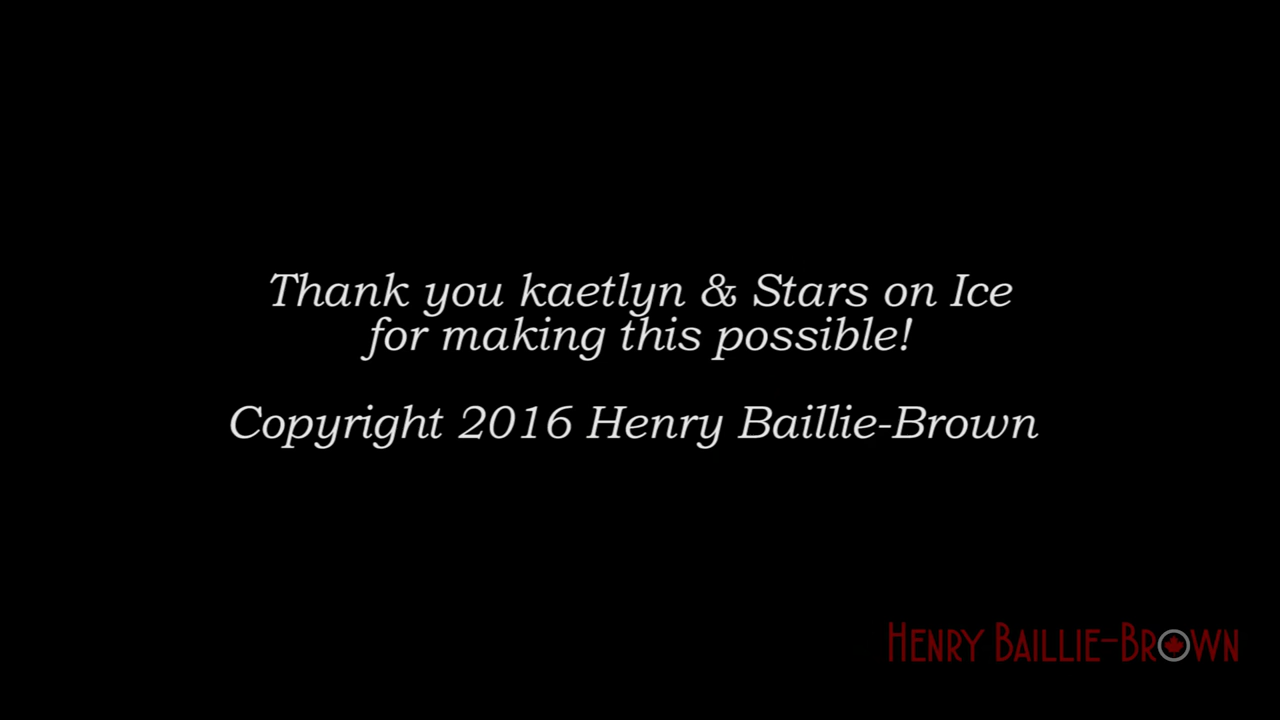 Thank you kaetlyn & Stars on Ice
for making this possible!
Copyright 2016 Henry Baillie-Brown
HENRY BAILLIE-BROWN